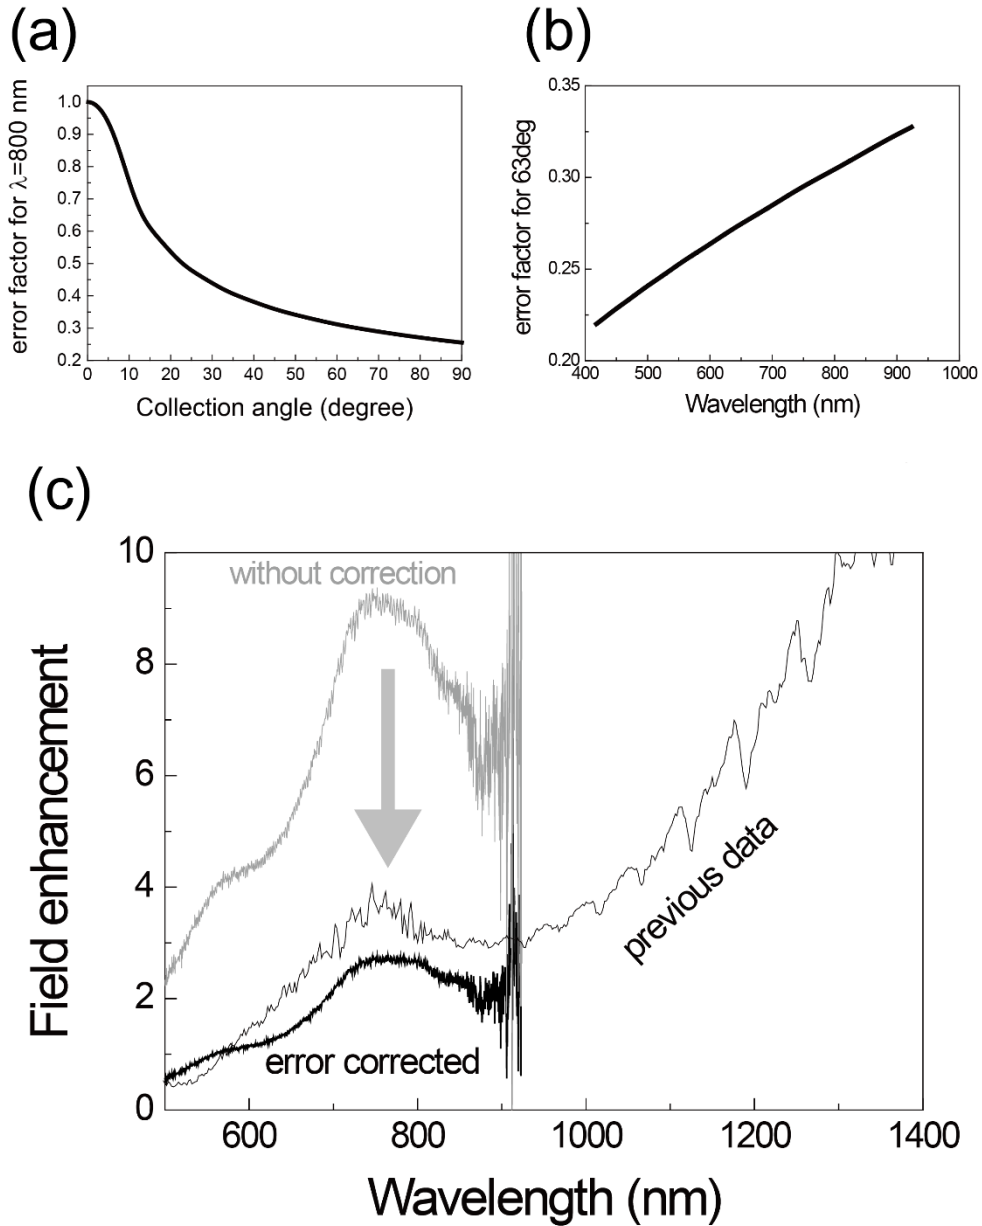 (a)
error factor for λ=800 nm
1.0
0.9
0.8
0.7
0.6
0.5
0.4
0.3
0.2
0 10 20 30 40 50 60 70 80 90
Collection angle (degree)
(b)
error factor for 63deg
0.35
0.30
0.25
0.20
400 500 600 700 800 900 1000
Wavelength (nm)
(c)
Field enhancement
10
8
6
4
2
0
without correction
previous data
error corrected
600 800 1000 1200 1400
Wavelength (nm)